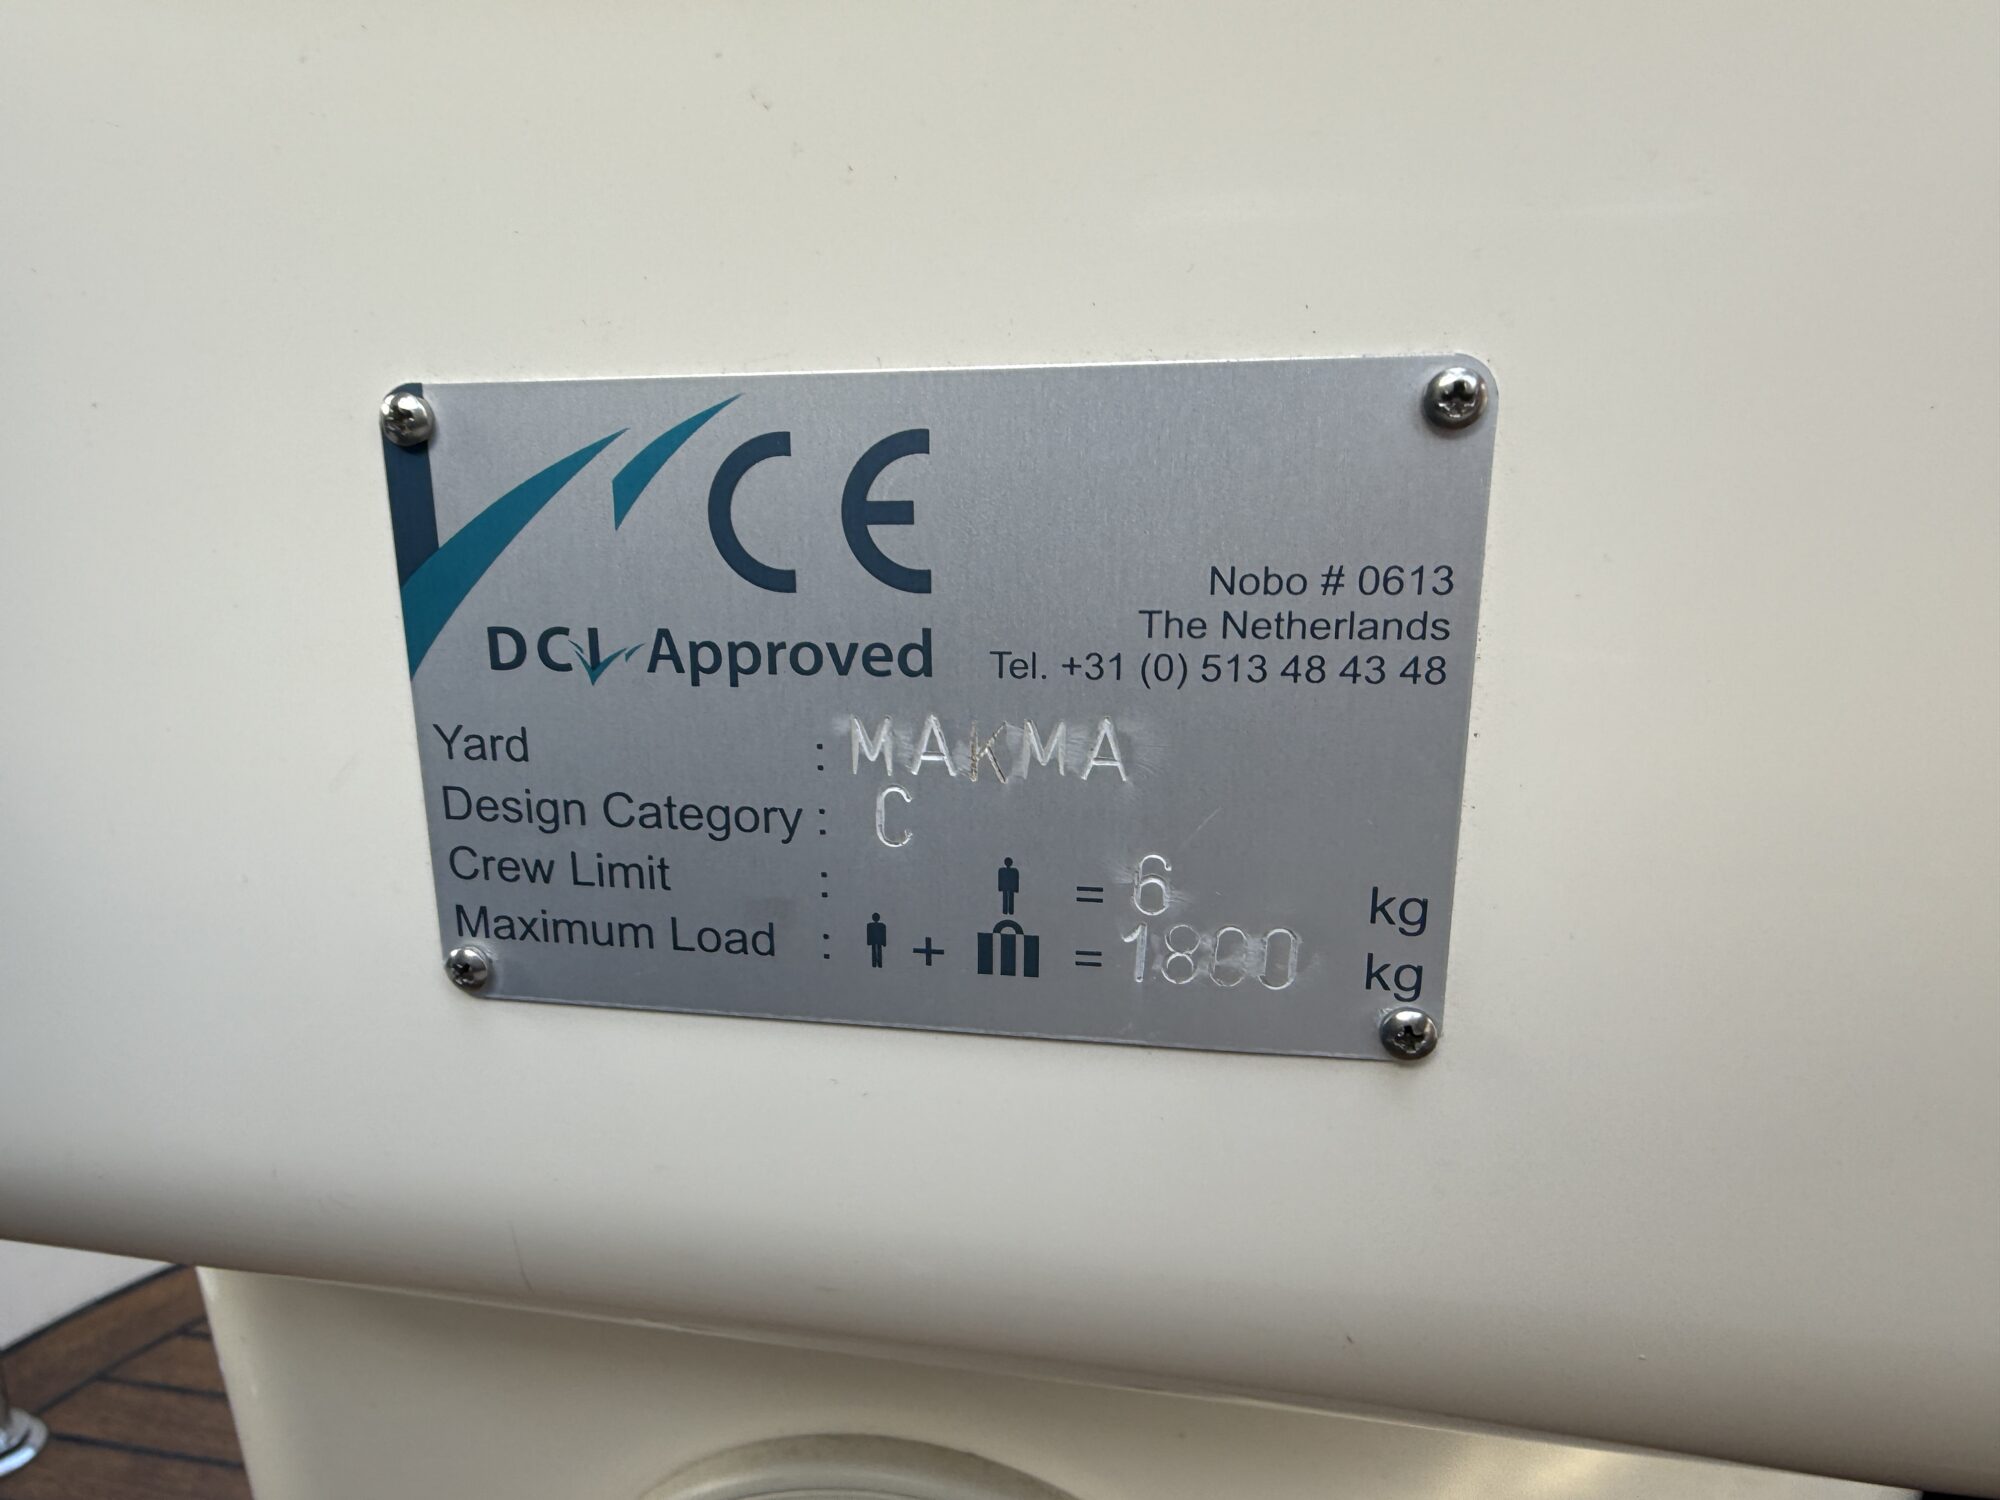 CE
Nobo # 0613
The Netherlands
DCI Approved Tel. +31 (0) 513 48 43 48
Yard : MAKMA
Design Category : C
Crew Limit : = 6 kg
Maximum Load : + = 1800 kg